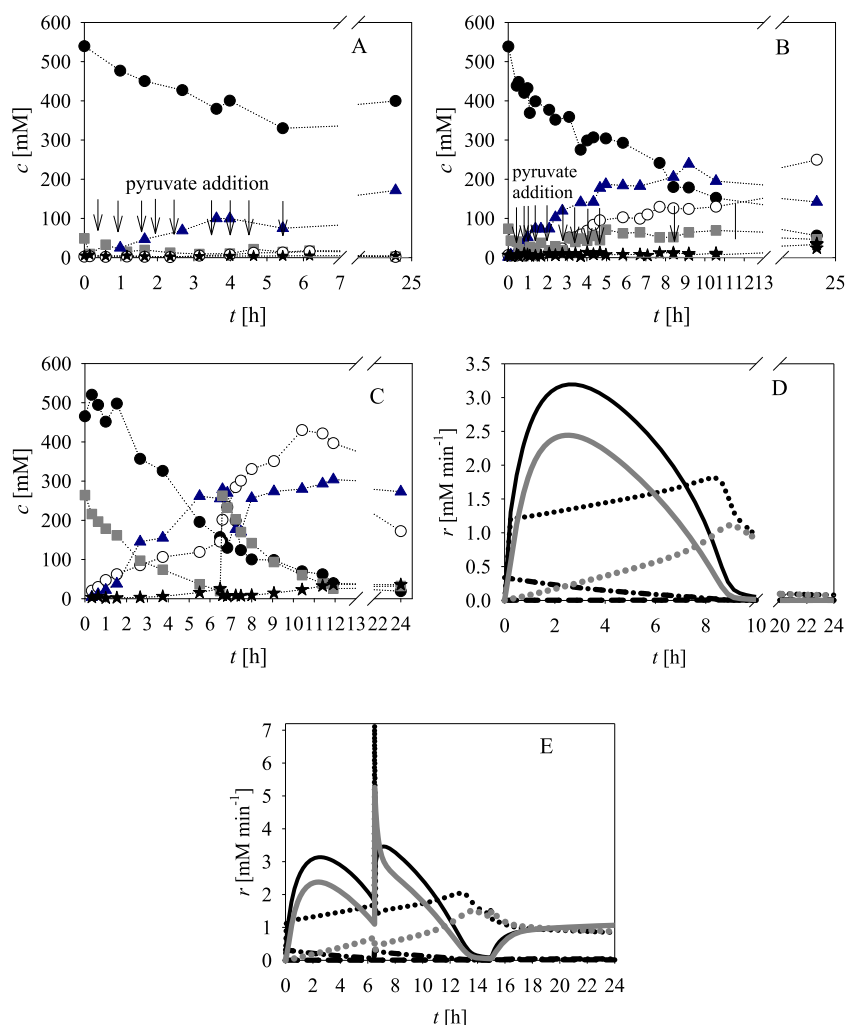 A
c [mM]
600
500
400
300
200
100
0
pyruvate addition
0 1 2 3 4 5 6 7 25
t [h]
B
c [mM]
600
500
400
300
200
100
0
pyruvate
addition
0 1 2 3 4 5 6 7 8 9 10 11 12 13 25
t [h]
C
c [mM]
600
500
400
300
200
100
0
0 1 2 3 4 5 6 7 8 9 10 11 12 13 22 24
t [h]
D
r [mM min-1]
3.5
3.0
2.5
2.0
1.5
1.0
0.5
0.0
0 2 4 6 8 10 20 22 24
t [h]
E
r [mM min-1]
7
6
5
4
3
2
1
0
0 2 4 6 8 10 12 14 16 18 20 22 24
t [h]